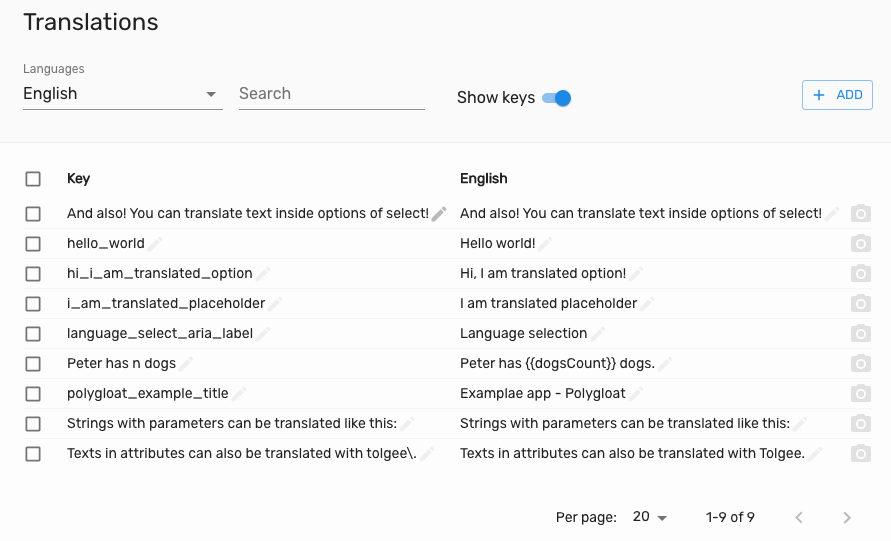 Translations
Languages
English
Search
Show keys
+ ADD
Key English
And also! You can translate text inside options of select! And also! You can translate text inside options of select!
hello_world Hello world!
hi_i_am_translated_option Hi, I am translated option!
i_am_translated_placeholder I am translated placeholder
language_select_aria_label Language selection
Peter has n dogs Peter has {{dogsCount}} dogs.
polygloat_example_title Examplae app - Polygloat
Strings with parameters can be translated like this: Strings with parameters can be translated like this:
Texts in attributes can also be translated with tolgee\. Texts in attributes can also be translated with Tolgee.
Per page: 20 1-9 of 9